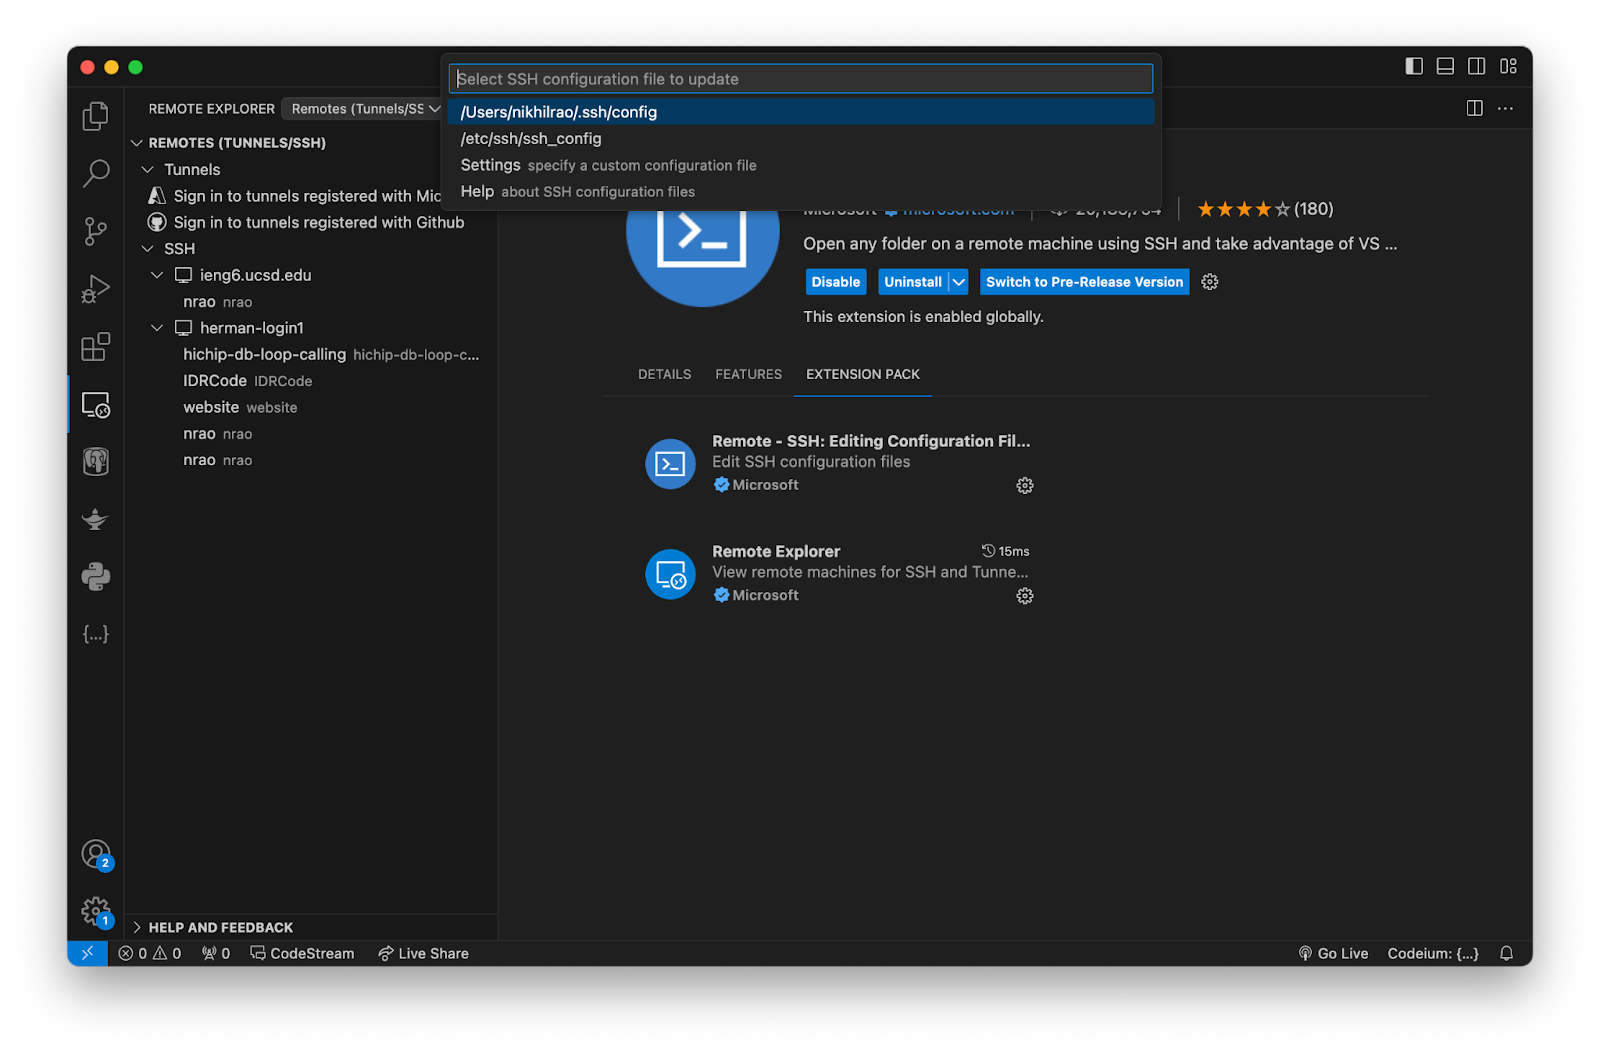 Select SSH configuration file to update
/Users/nikhilrao/.ssh/config
/etc/ssh/ssh_config
Settings specify a custom configuration file
Help about SSH configuration files
REMOTE EXPLORER
Remotes (Tunnels/SS
REMOTES (TUNNELS/SSH)
Tunnels
Sign in to tunnels registered with Mic
Sign in to tunnels registered with Github
SSH
ieng6.ucsd.edu
nrao nrao
herman-login1
hichip-db-loop-calling hichip-db-loop-c...
IDRCode IDRCode
website website
nrao nrao
nrao nrao
HELP AND FEEDBACK
Microsoft microsoft.com (180)
Open any folder on a remote machine using SSH and take advantage of VS ...
Disable Uninstall Switch to Pre-Release Version
This extension is enabled globally.
DETAILS FEATURES EXTENSION PACK
Remote - SSH: Editing Configuration Fil...
Edit SSH configuration files
Microsoft
Remote Explorer 15ms
View remote machines for SSH and Tunne...
Microsoft
{...}
2
1
0 0 0 CodeStream Live Share Go Live Codeium: {...}